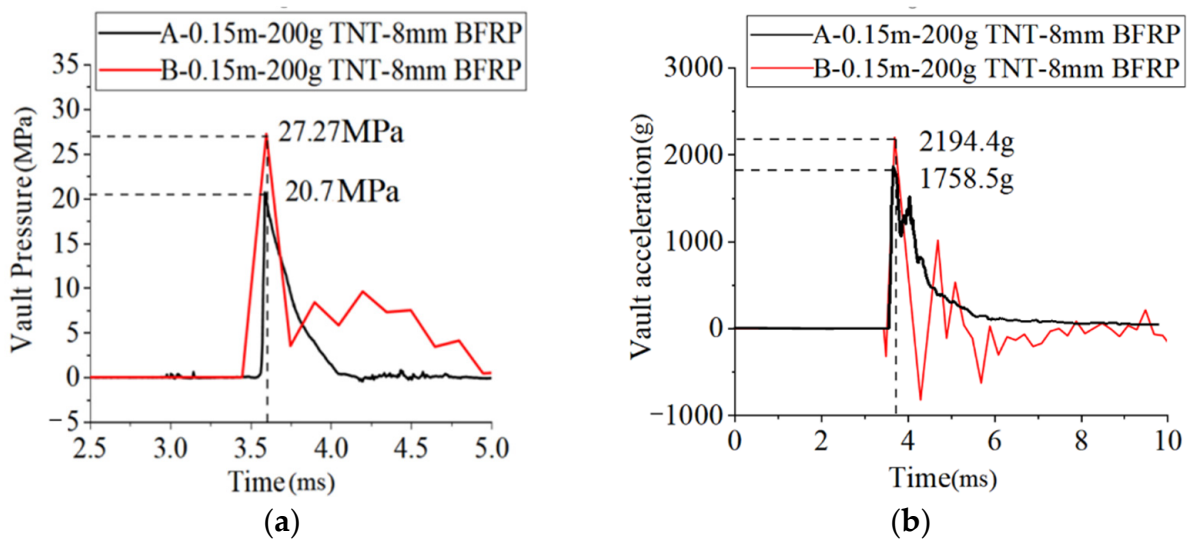 A-0.15m-200g TNT-8mm BFRP
B-0.15m-200g TNT-8mm BFRP
35
30
25
20
15
10
5
0
−5
Vault Pressure(MPa)
27.27MPa
20.7MPa
2.5 3.0 3.5 4.0 4.5 5.0
Time(ms)
(a)
A-0.15m-200g TNT-8mm BFRP
B-0.15m-200g TNT-8mm BFRP
3000
2000
1000
0
−1000
Vault acceleration(g)
2194.4g
1758.5g
0 2 4 6 8 10
Time(ms)
(b)